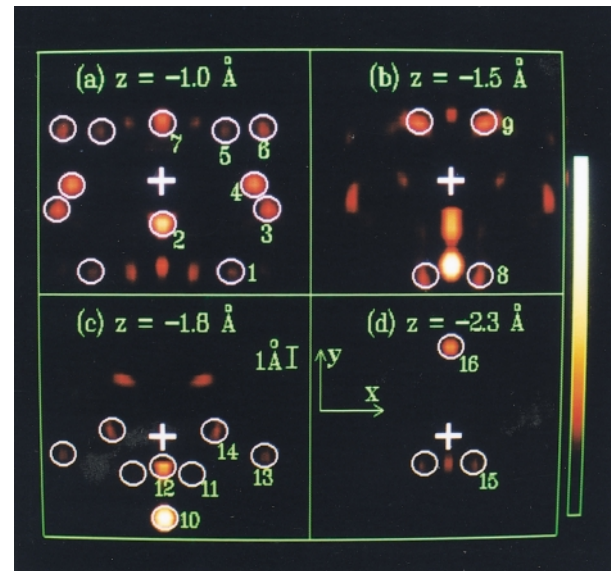 (a) z = −1.0 Å
(b) z = −1.5 Å
7
5
6
9
4
3
2
1
8
(c) z = −1.8 Å
(d) z = −2.3 Å
1Å
y
x
16
14
13
12
11
15
10